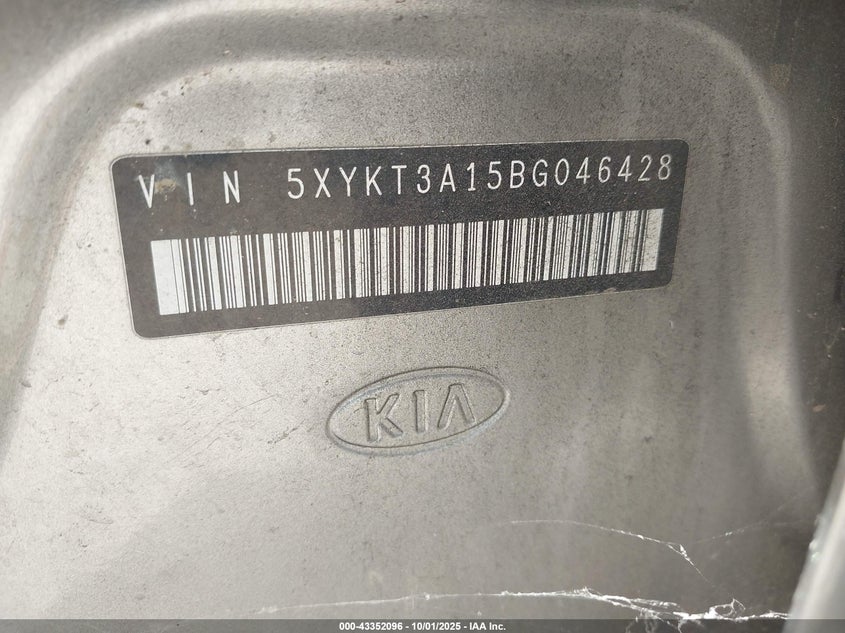 VIN 5XYKT3A15BG046428
KIA
000-43352096 - 10/01/2025 - IAA Inc.